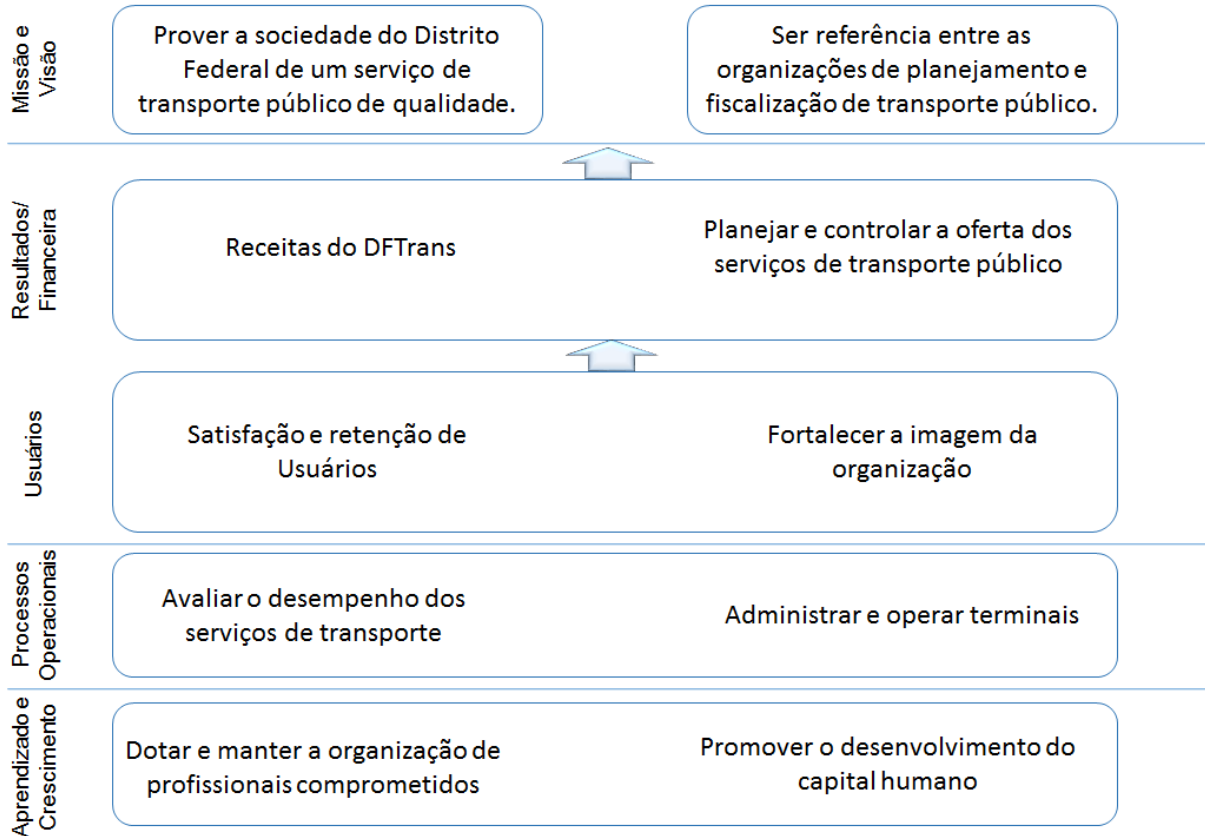 Missão e
Visão
Prover a sociedade do Distrito
Federal de um serviço de
transporte público de qualidade.
Ser referência entre as
organizações de planejamento e
fiscalização de transporte público.
Resultados/
Financeira
Receitas do DFTrans
Planejar e controlar a oferta dos
serviços de transporte público
Usuários
Satisfação e retenção de
Usuários
Fortalecer a imagem da
organização
Processos
Operacionais
Avaliar o desempenho dos
serviços de transporte
Administrar e operar terminais
Aprendizado e
Crescimento
Dotar e manter a organização de
profissionais comprometidos
Promover o desenvolvimento do
capital humano